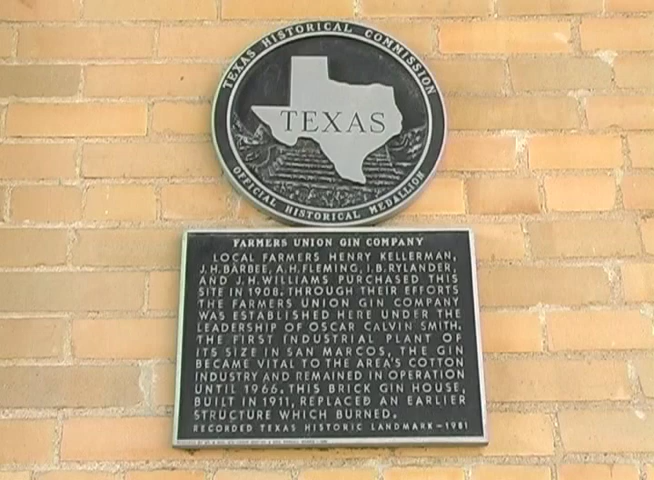 TEXAS HISTORICAL COMMISSION
TEXAS
OFFICIAL HISTORICAL MEDALLION
FARMERS UNION GIN COMPANY
LOCAL FARMERS HENRY KELLERMAN,
J.H. BARBEE, A.H. FLEMING, I.B. RYLANDER,
AND J.H. WILLIAMS PURCHASED THIS
SITE IN 1908. THROUGH THEIR EFFORTS
THE FARMERS UNION GIN COMPANY
WAS ESTABLISHED HERE UNDER THE
LEADERSHIP OF OSCAR CALVIN SMITH.
THE FIRST INDUSTRIAL PLANT OF
ITS SIZE IN SAN MARCOS, THE GIN
BECAME VITAL TO THE AREA'S COTTON
INDUSTRY AND REMAINED IN OPERATION
UNTIL 1966. THIS BRICK GIN HOUSE,
BUILT IN 1911, REPLACED AN EARLIER
STRUCTURE WHICH BURNED.
RECORDED TEXAS HISTORIC LANDMARK - 1981